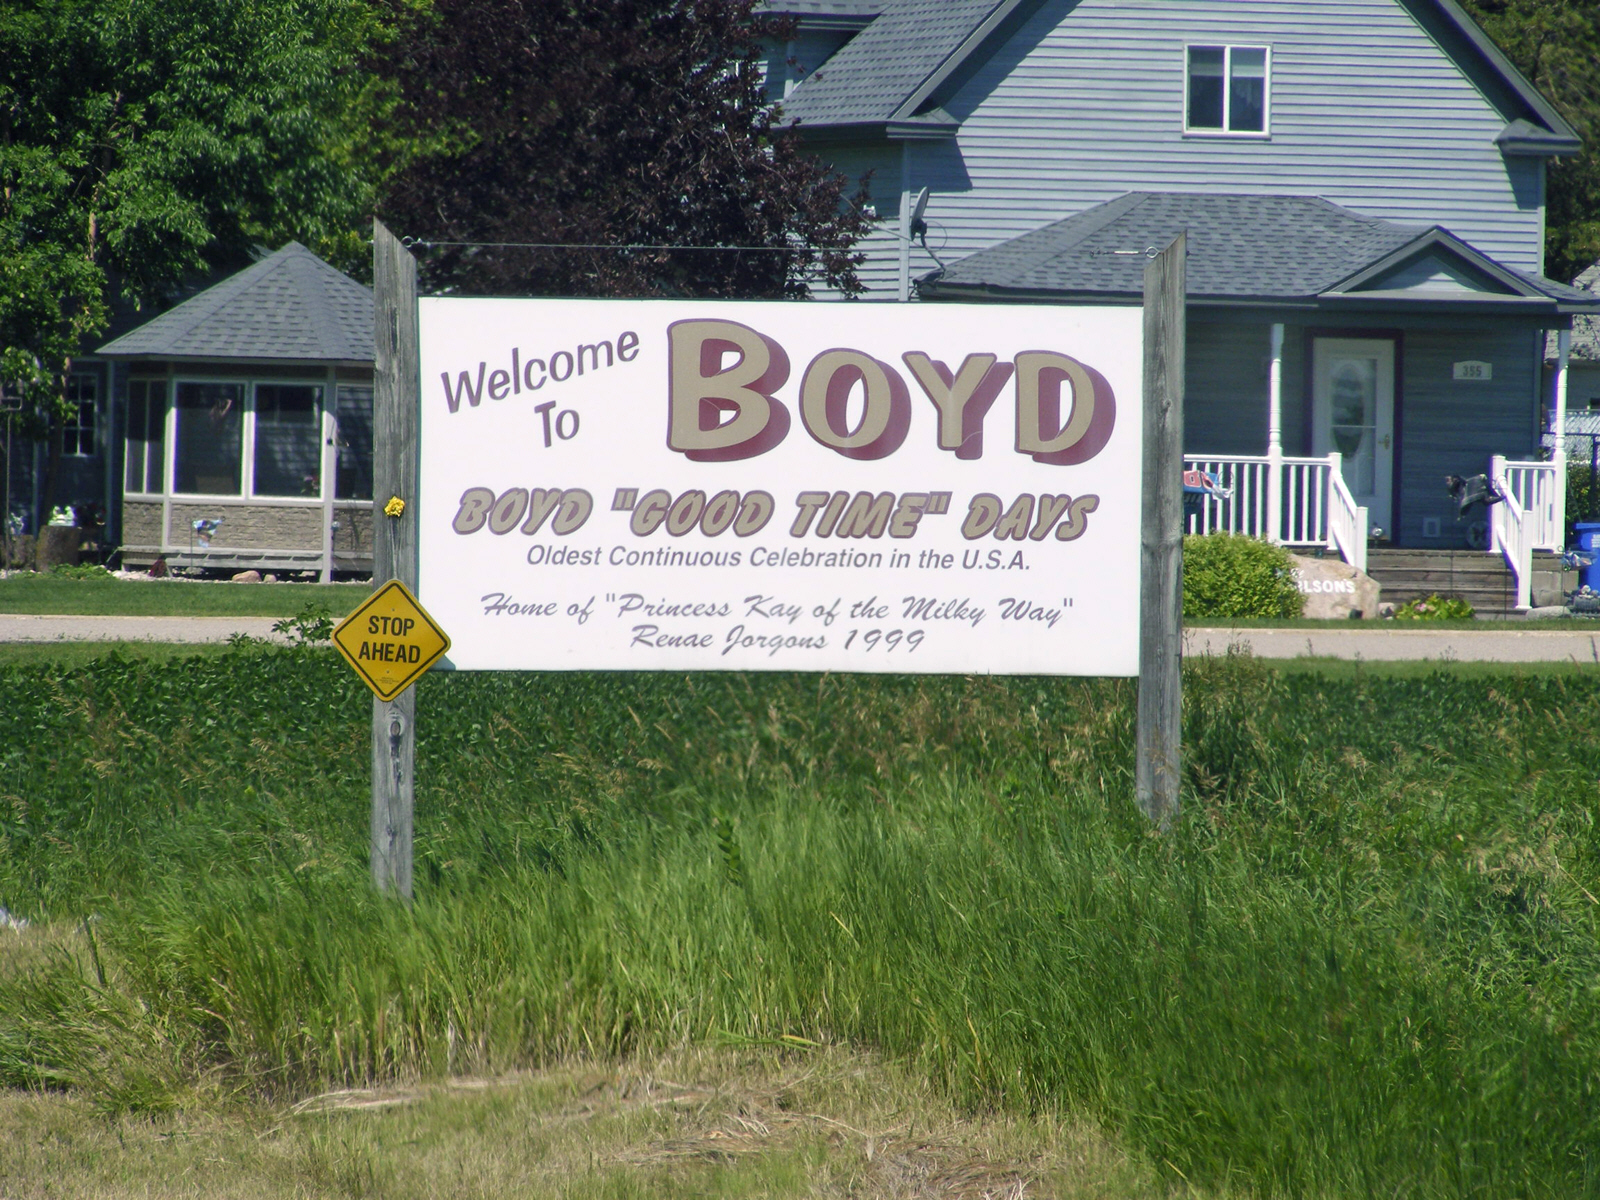 Welcome
To
BOYD
BOYD "GOOD TIME" DAYS
Oldest Continuous Celebration in the U.S.A.
Home of "Princess Kay of the Milky Way"
Renae Jorgons 1999
STOP
AHEAD
355